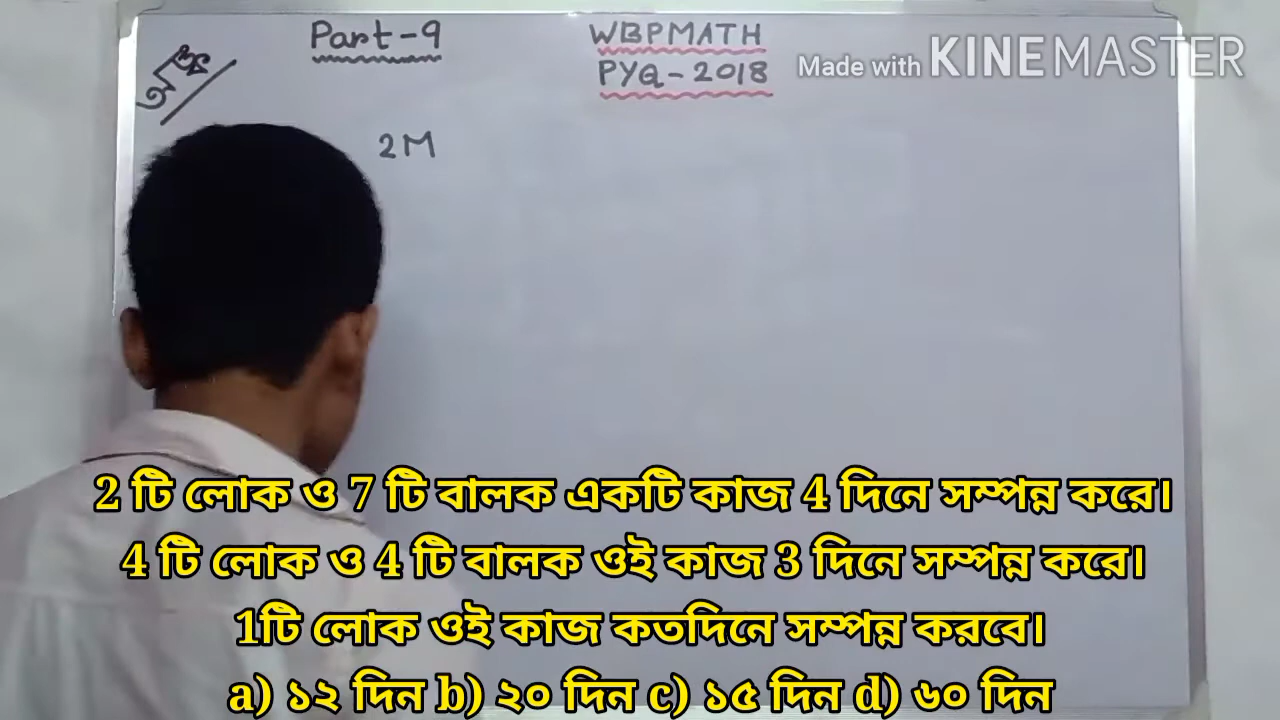 Part-9
WBPMATH
PYQ-2018
Made with KINEMASTER
অঙ্ক
2M
2 টি লোক ও 7 টি বালক একটি কাজ 4 দিনে সম্পন্ন করে।
4 টি লোক ও 4 টি বালক ওই কাজ 3 দিনে সম্পন্ন করে।
1টি লোক ওই কাজ কতদিনে সম্পন্ন করবে।
a) ১২ দিন b) ২০ দিন c) ১৫ দিন d) ৬০ দিন